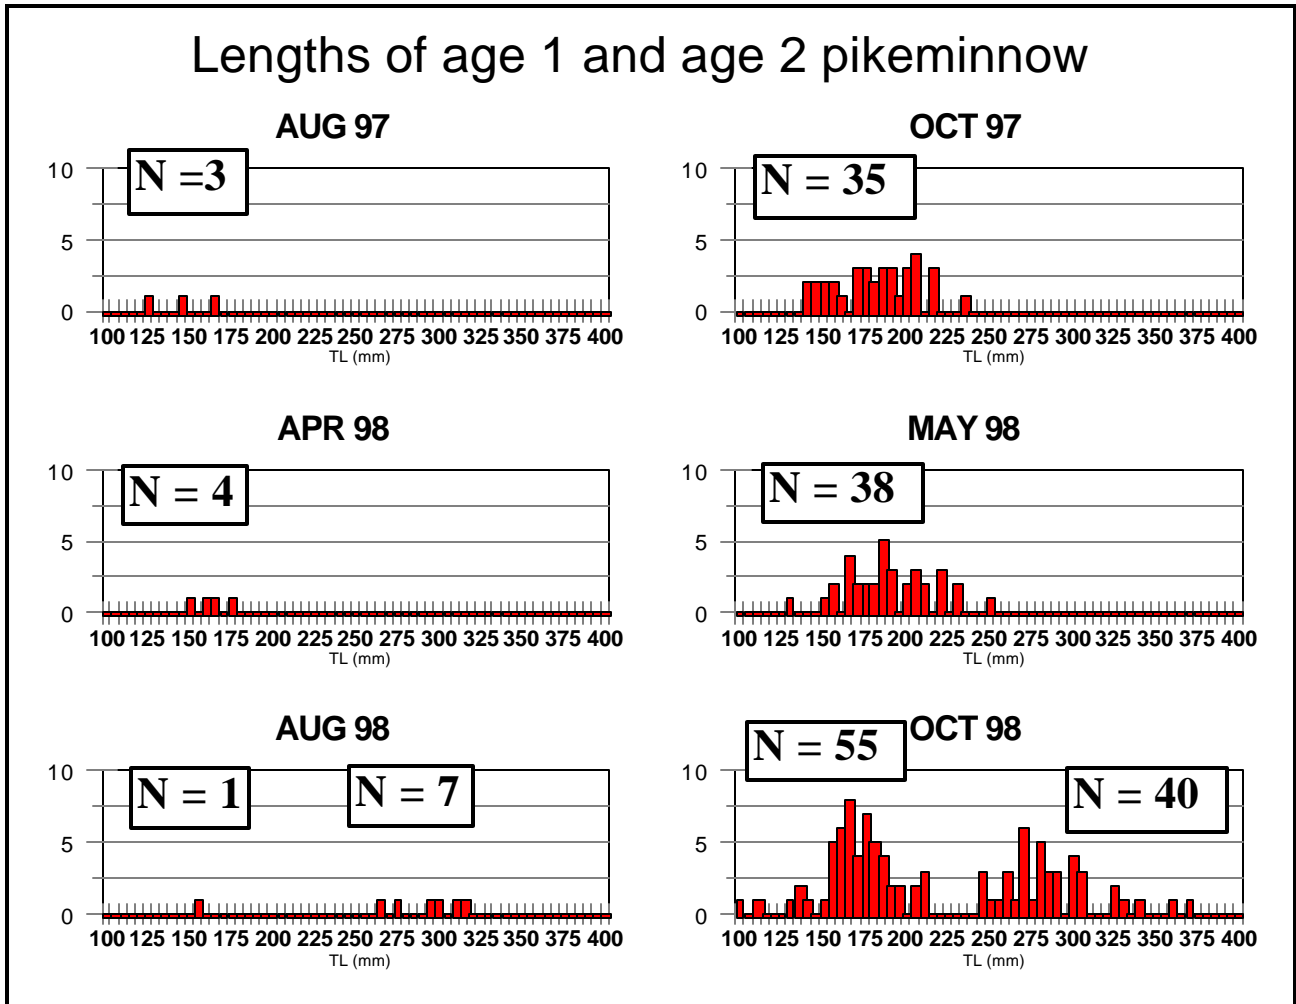 Lengths of age 1 and age 2 pikeminnow
AUG 97
N =3
10
5
0
100 125 150 175 200 225 250 275 300 325 350 375 400
TL (mm)
OCT 97
N = 35
10
5
0
100 125 150 175 200 225 250 275 300 325 350 375 400
TL (mm)
APR 98
N = 4
10
5
0
100 125 150 175 200 225 250 275 300 325 350 375 400
TL (mm)
MAY 98
N = 38
10
5
0
100 125 150 175 200 225 250 275 300 325 350 375 400
TL (mm)
AUG 98
N = 1
N = 7
10
5
0
100 125 150 175 200 225 250 275 300 325 350 375 400
TL (mm)
OCT 98
N = 55
N = 40
10
5
0
100 125 150 175 200 225 250 275 300 325 350 375 400
TL (mm)